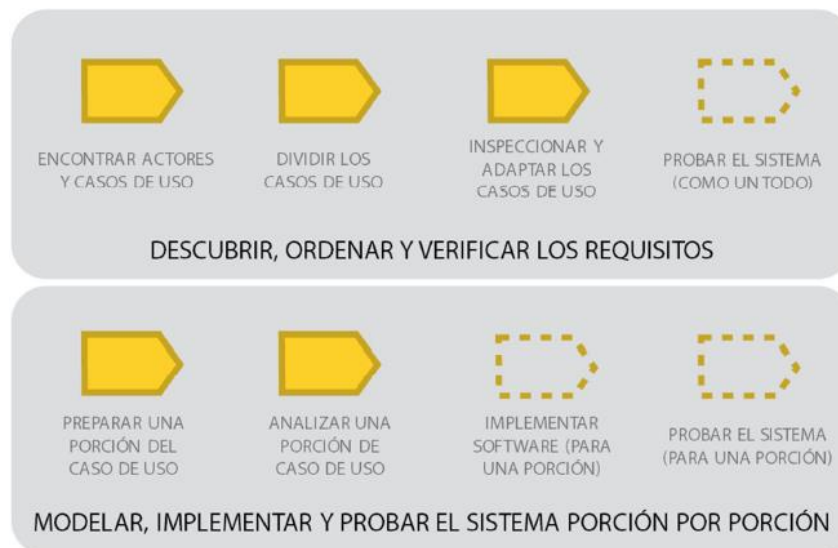 ENCONTRAR ACTORES
Y CASOS DE USO
DIVIDIR LOS
CASOS DE USO
INSPECCIONAR Y
ADAPTAR LOS
CASOS DE USO
PROBAR EL SISTEMA
(COMO UN TODO)
DESCUBRIR, ORDENAR Y VERIFICAR LOS REQUISITOS
PREPARAR UNA
PORCIÓN DEL
CASO DE USO
ANALIZAR UNA
PORCIÓN DE
CASO DE USO
IMPLEMENTAR
SOFTWARE (PARA
UNA PORCIÓN)
PROBAR EL SISTEMA
(PARA UNA PORCIÓN)
MODELAR, IMPLEMENTAR Y PROBAR EL SISTEMA PORCIÓN POR PORCIÓN